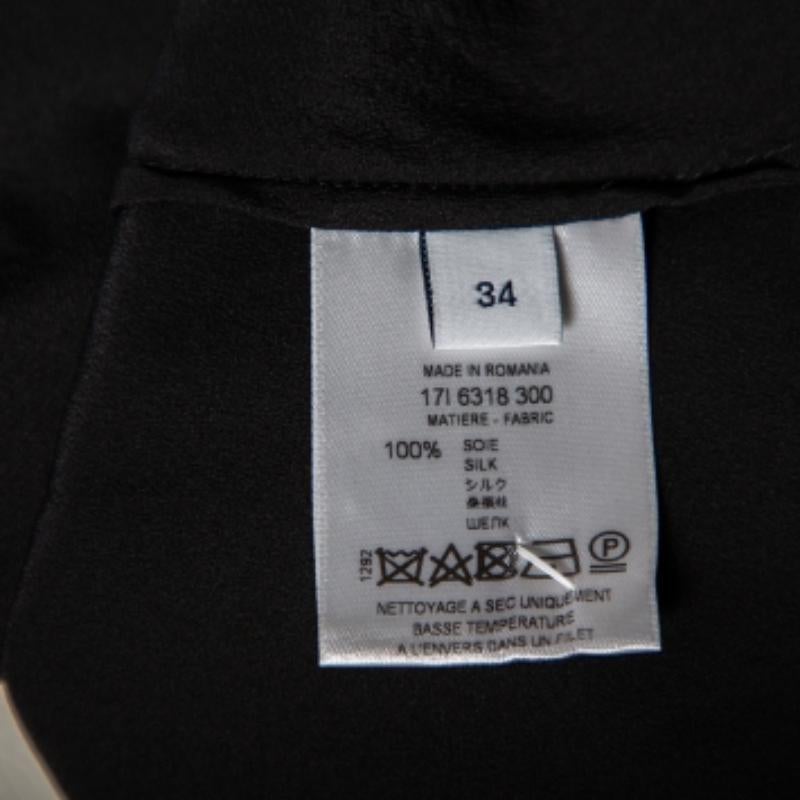 34
MADE IN ROMANIA
17I 6318 300
MATIERE - FABRIC
100% SOIE
SILK
シルク
ШЕЛК
1292
P
NETTOYAGE A SEC UNIQUEMENT
BASSE TEMPERATURE
A L'ENVERS DANS UN FILET